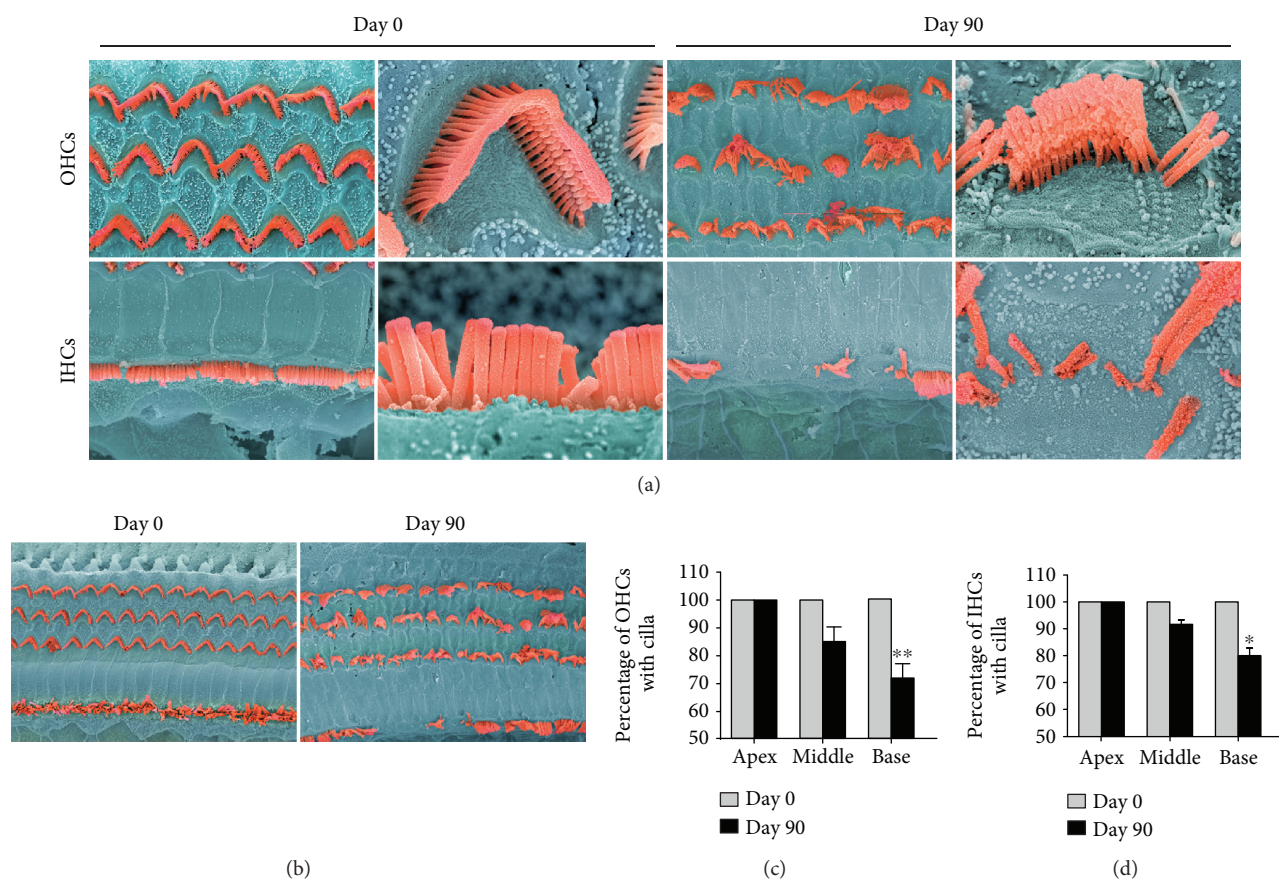 Day 0
Day 90
OHCs
IHCs
(a)
Day 0
Day 90
(b)
Percentage of OHCs
with cilla
110
100
90
80
70
60
50
**
Apex
Middle
Base
Day 0
Day 90
(c)
Percentage of IHCs
with cilla
110
100
90
80
70
60
50
*
Apex
Middle
Base
Day 0
Day 90
(d)